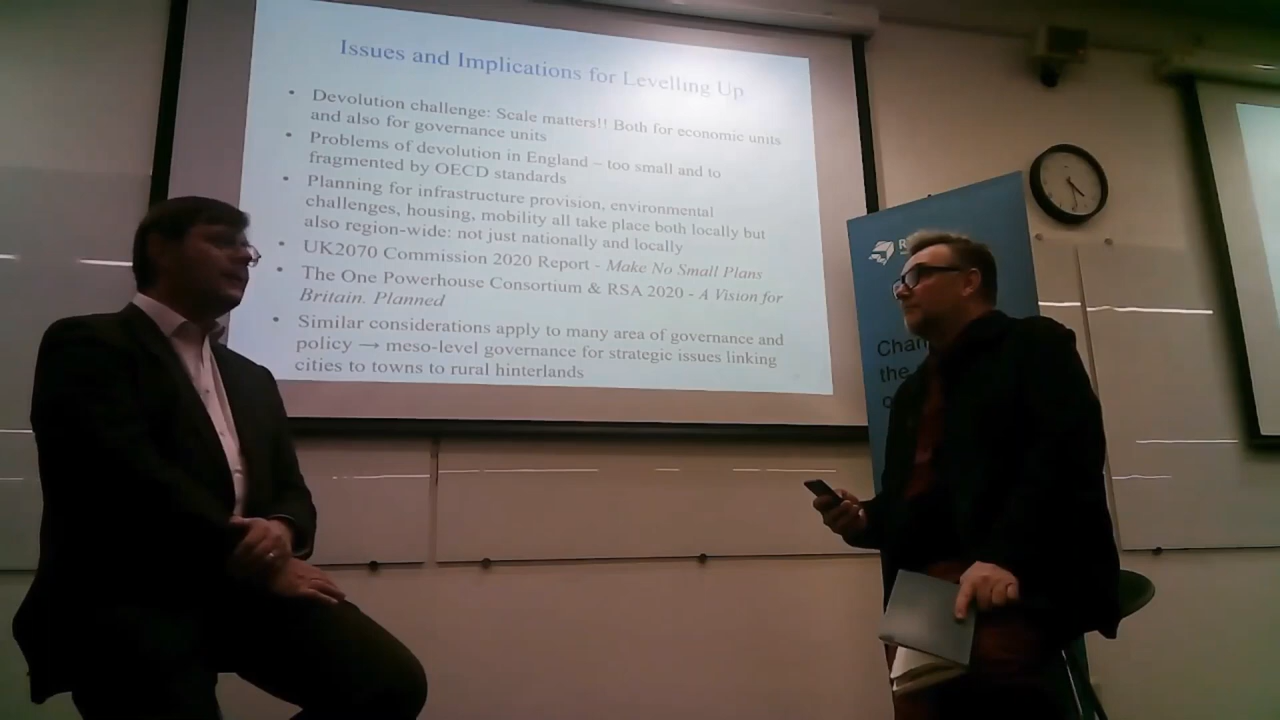 Issues and Implications for Levelling Up
• Devolution challenge: Scale matters!! Both for economic units
and also for governance units
• Problems of devolution in England – too small and to
fragmented by OECD standards
• Planning for infrastructure provision, environmental
challenges, housing, mobility all take place both locally but
also region-wide: not just nationally and locally
• UK2070 Commission 2020 Report - Make No Small Plans
• The One Powerhouse Consortium & RSA 2020 - A Vision for
Britain. Planned
• Similar considerations apply to many area of governance and
policy → meso-level governance for strategic issues linking
cities to towns to rural hinterlands
the